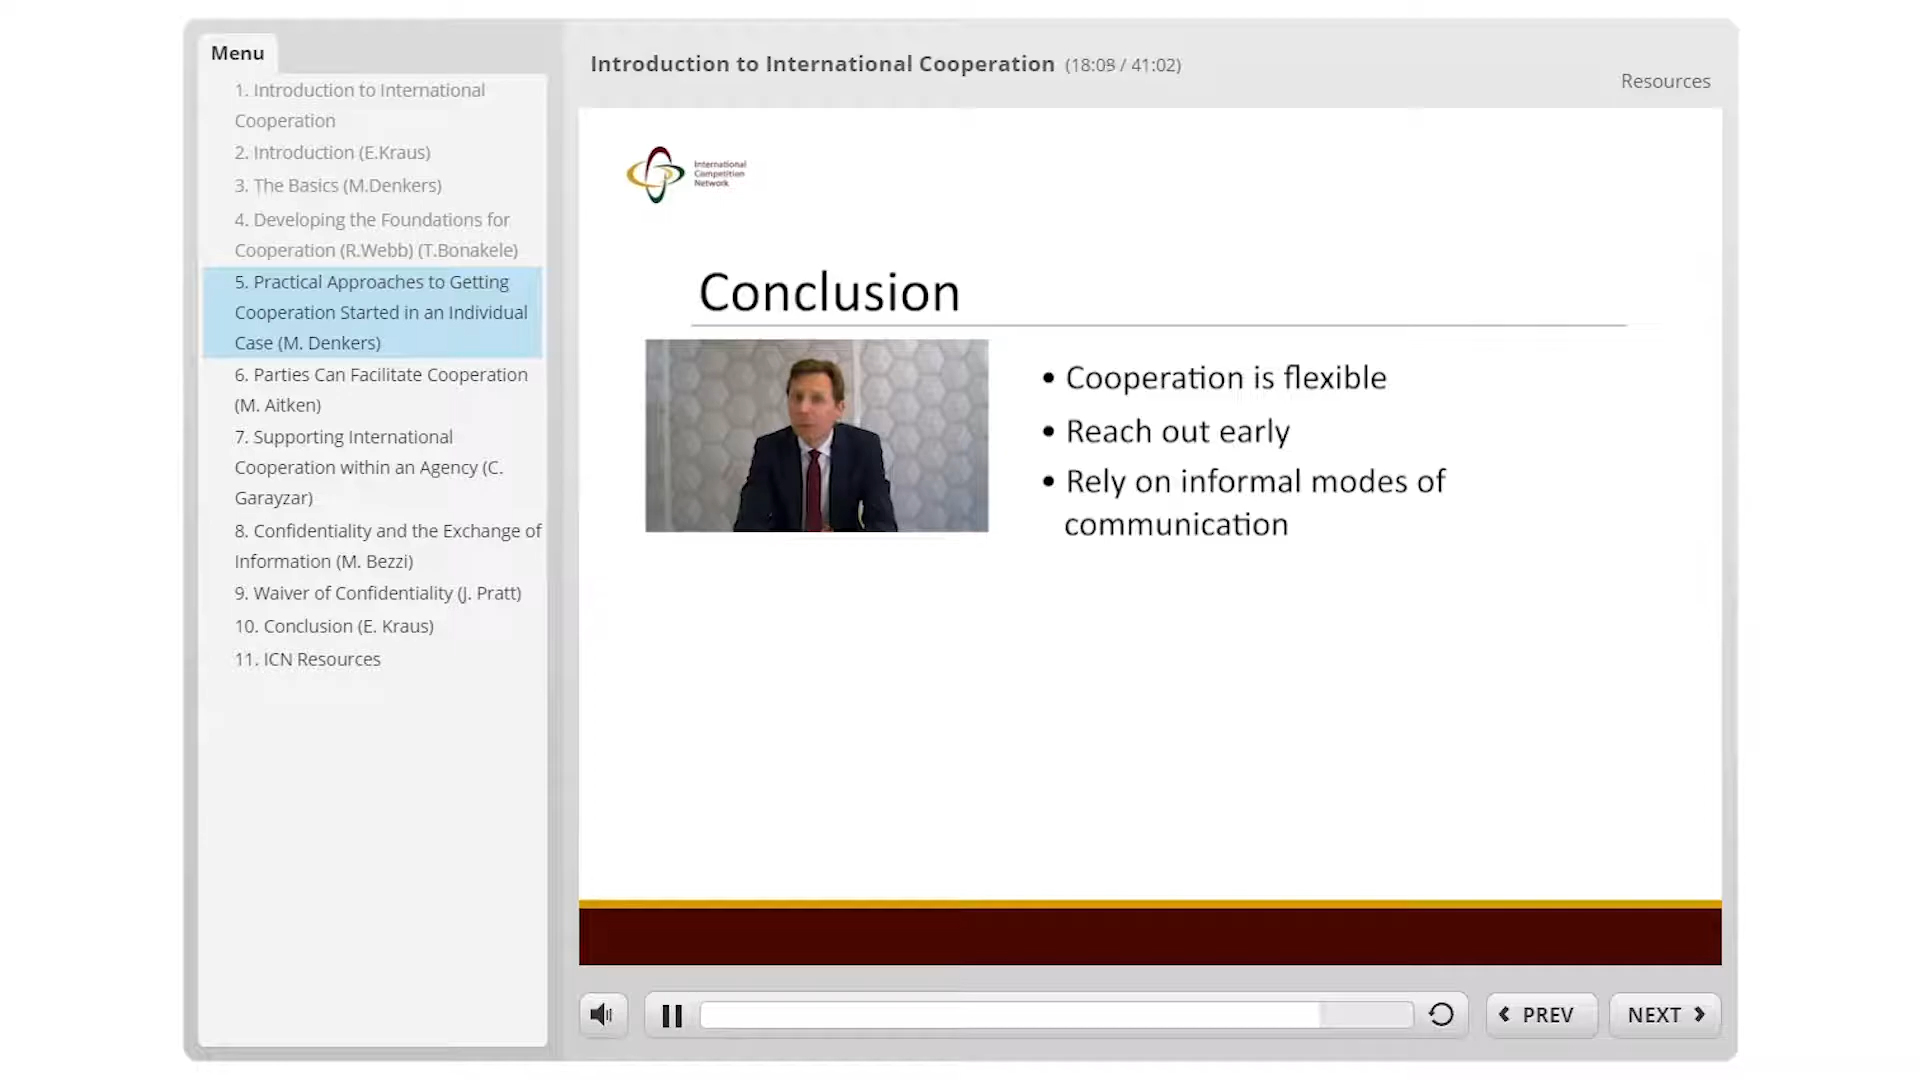 Menu
1. Introduction to International
Cooperation
2. Introduction (E.Kraus)
3. The Basics (M.Denkers)
4. Developing the Foundations for
Cooperation (R.Webb) (T.Bonakele)
5. Practical Approaches to Getting
Cooperation Started in an Individual
Case (M. Denkers)
6. Parties Can Facilitate Cooperation
(M. Aitken)
7. Supporting International
Cooperation within an Agency (C.
Garayzar)
8. Confidentiality and the Exchange of
Information (M. Bezzi)
9. Waiver of Confidentiality (J. Pratt)
10. Conclusion (E. Kraus)
11. ICN Resources
Introduction to International Cooperation (18:09 / 41:02)
Resources
International
Competition
Network
Conclusion
• Cooperation is flexible
• Reach out early
• Rely on informal modes of
communication
PREV
NEXT